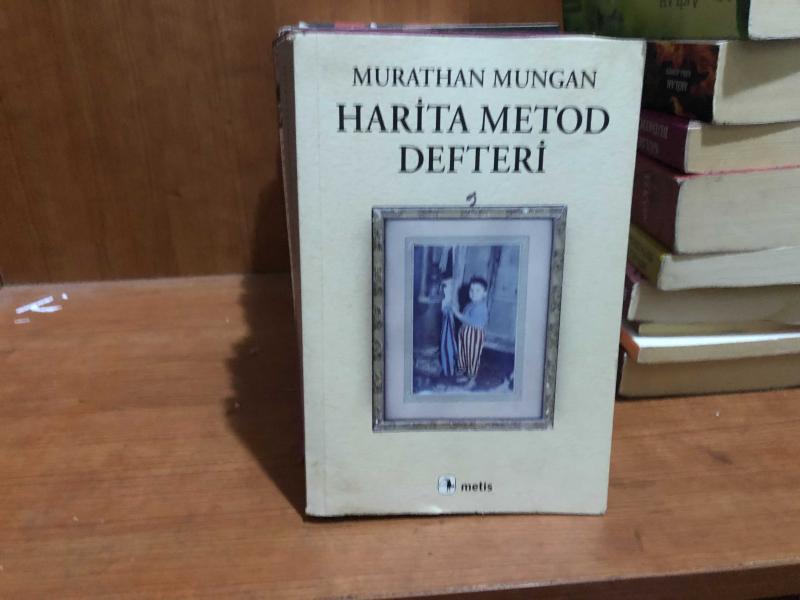 MURATHAN MUNGAN
HARİTA METOD
DEFTERİ
metis